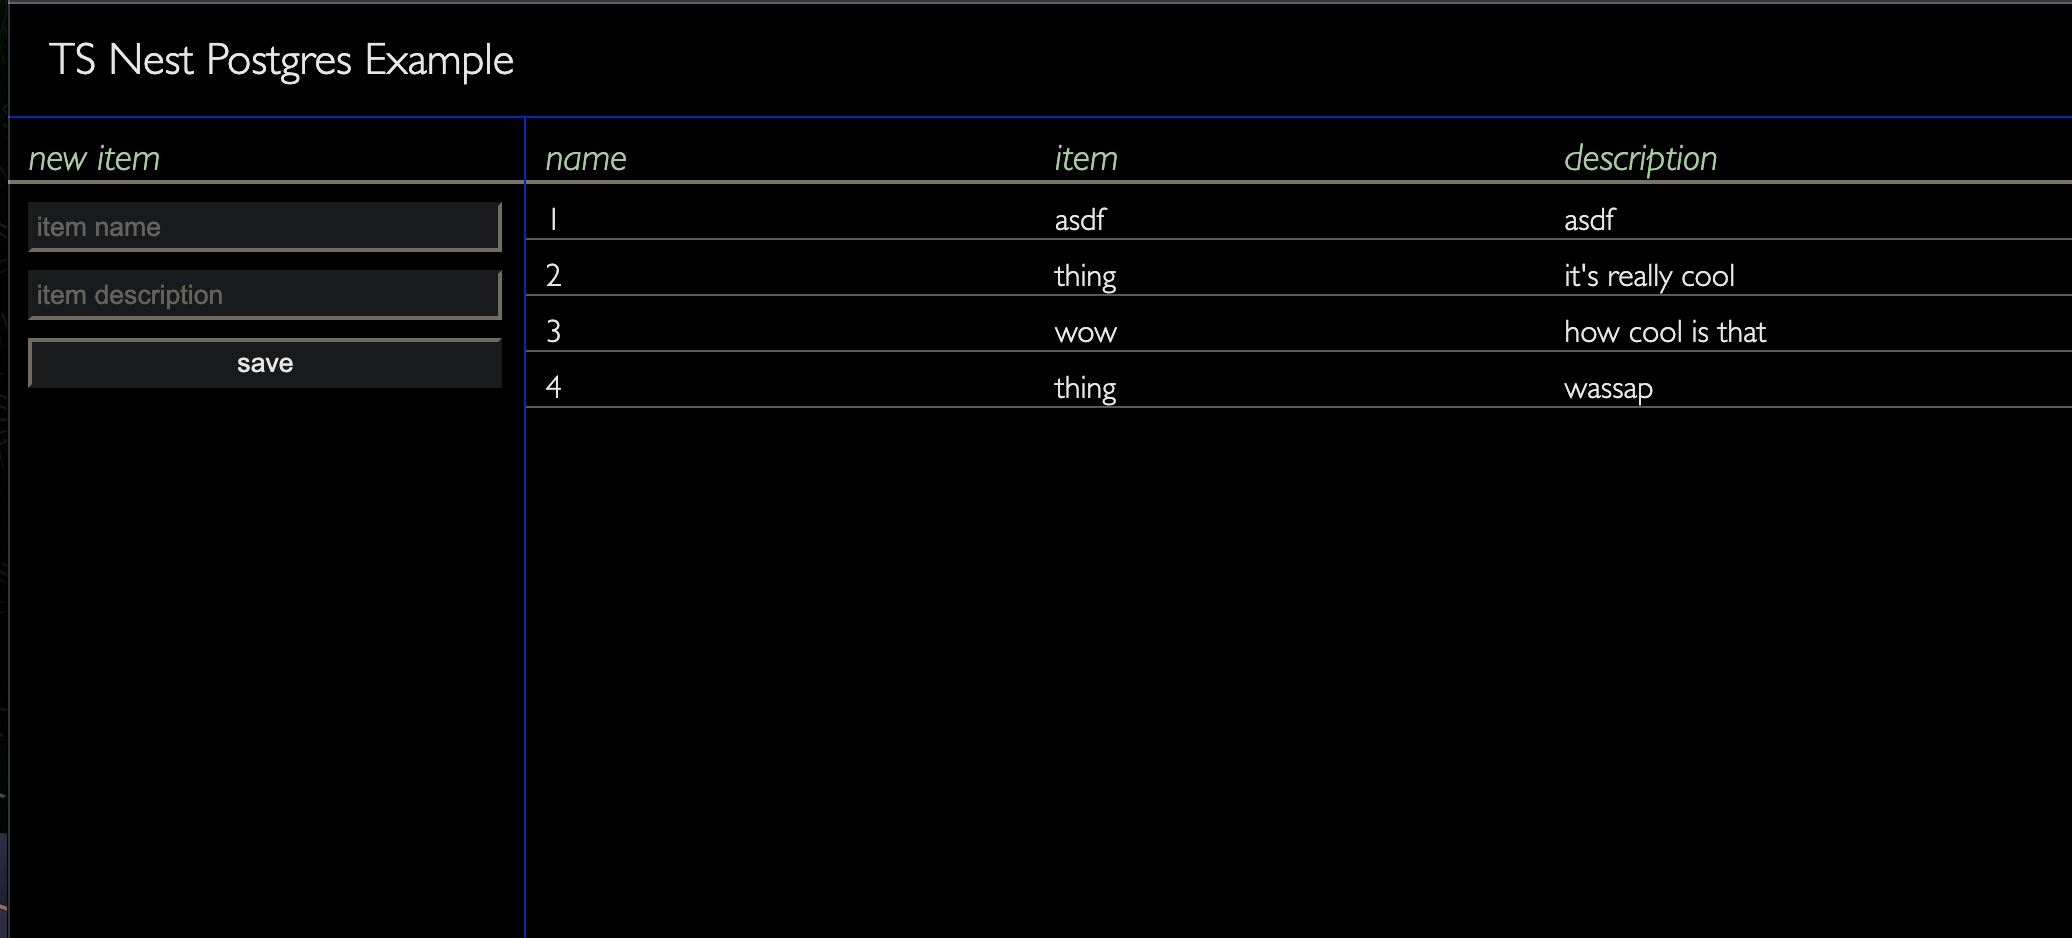 TS Nest Postgres Example
new item
item name
item description
save
name item description
1 asdf asdf
2 thing it's really cool
3 wow how cool is that
4 thing wassap